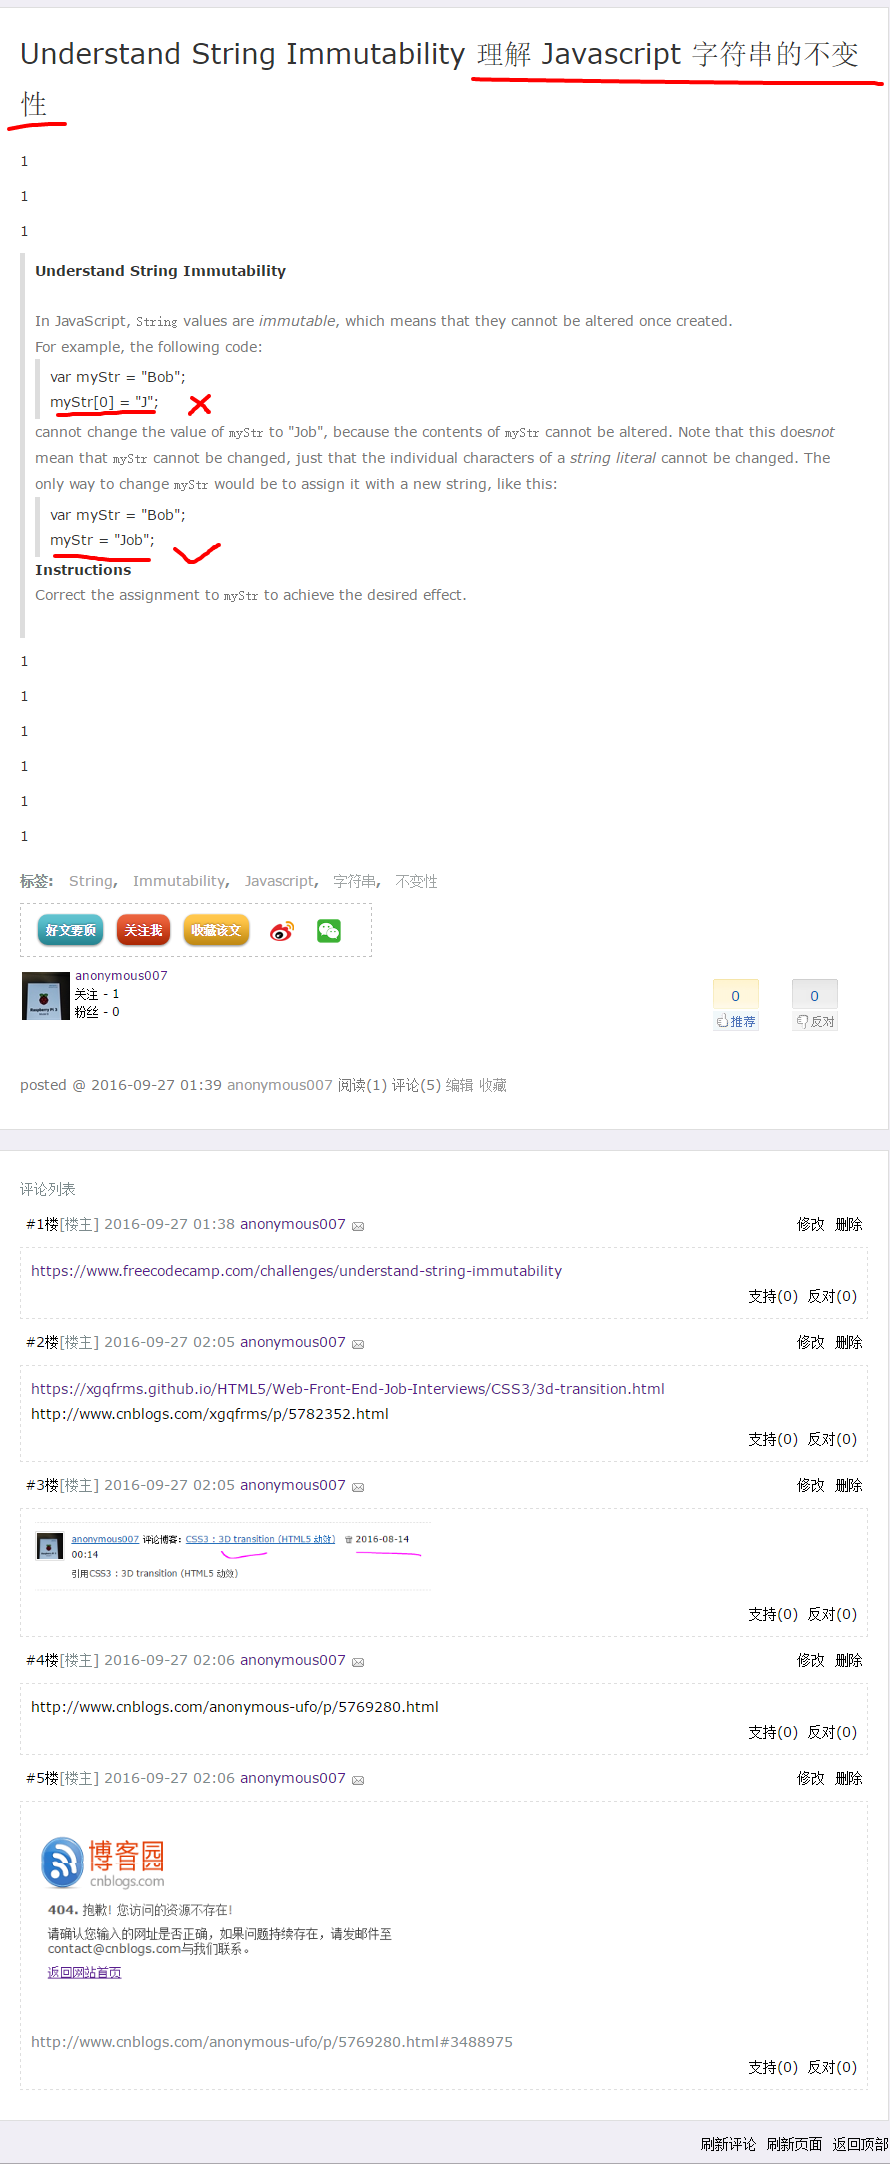 Understand String Immutability 理解 Javascript 字符串的不变
性
1
1
1
Understand String Immutability
In JavaScript, String values are immutable, which means that they cannot be altered once created.
For example, the following code:
var myStr = "Bob";
myStr[0] = "J";
cannot change the value of myStr to "Job", because the contents of myStr cannot be altered. Note that this doesnot
mean that myStr cannot be changed, just that the individual characters of a string literal cannot be changed. The
only way to change myStr would be to assign it with a new string, like this:
var myStr = "Bob";
myStr = "Job";
Instructions
Correct the assignment to myStr to achieve the desired effect.
1
1
1
1
1
1
标签: String, Immutability, Javascript, 字符串, 不变性
好文要顶 关注我 收藏该文
anonymous007
关注 - 1
粉丝 - 0
0 0
推荐 反对
posted @ 2016-09-27 01:39 anonymous007 阅读(1) 评论(5) 编辑 收藏
评论列表
#1楼[楼主] 2016-09-27 01:38 anonymous007 修改 删除
https://www.freecodecamp.com/challenges/understand-string-immutability
支持(0) 反对(0)
#2楼[楼主] 2016-09-27 02:05 anonymous007 修改 删除
https://xgqfrms.github.io/HTML5/Web-Front-End-Job-Interviews/CSS3/3d-transition.html
http://www.cnblogs.com/xgqfrms/p/5782352.html
支持(0) 反对(0)
#3楼[楼主] 2016-09-27 02:05 anonymous007 修改 删除
anonymous007 评论博客: CSS3 : 3D transition (HTML5 动效) 2016-08-14
00:14
引用CSS3 : 3D transition (HTML5 动效)
支持(0) 反对(0)
#4楼[楼主] 2016-09-27 02:06 anonymous007 修改 删除
http://www.cnblogs.com/anonymous-ufo/p/5769280.html
支持(0) 反对(0)
#5楼[楼主] 2016-09-27 02:06 anonymous007 修改 删除
博客园
cnblogs.com
404. 抱歉! 您访问的资源不存在!
请确认您输入的网址是否正确，如果问题持续存在，请发邮件至
contact@cnblogs.com与我们联系。
返回网站首页
http://www.cnblogs.com/anonymous-ufo/p/5769280.html#3488975
支持(0) 反对(0)
刷新评论 刷新页面 返回顶部